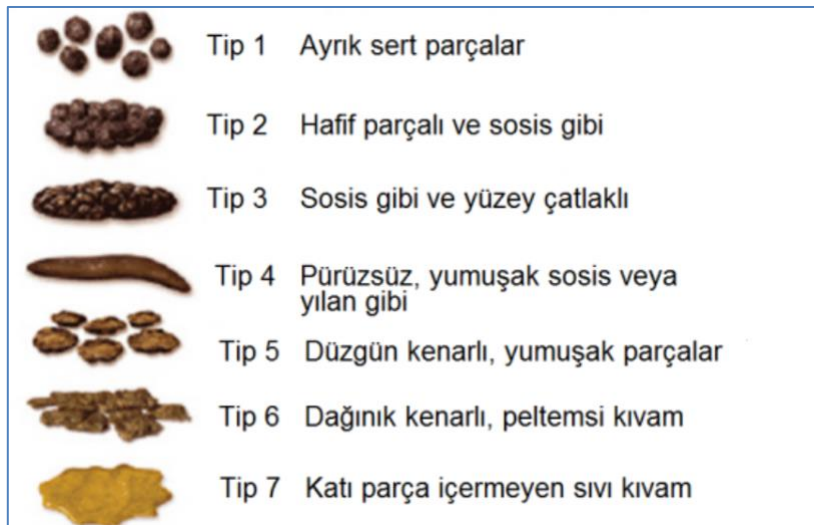 Tip 1 Ayrık sert parçalar
Tip 2 Hafif parçalı ve sosis gibi
Tip 3 Sosis gibi ve yüzey çatlaklı
Tip 4 Pürüzsüz, yumuşak sosis veya
yılan gibi
Tip 5 Düzgün kenarlı, yumuşak parçalar
Tip 6 Dağınık kenarlı, peltemsi kıvam
Tip 7 Katı parça içermeyen sıvı kıvam